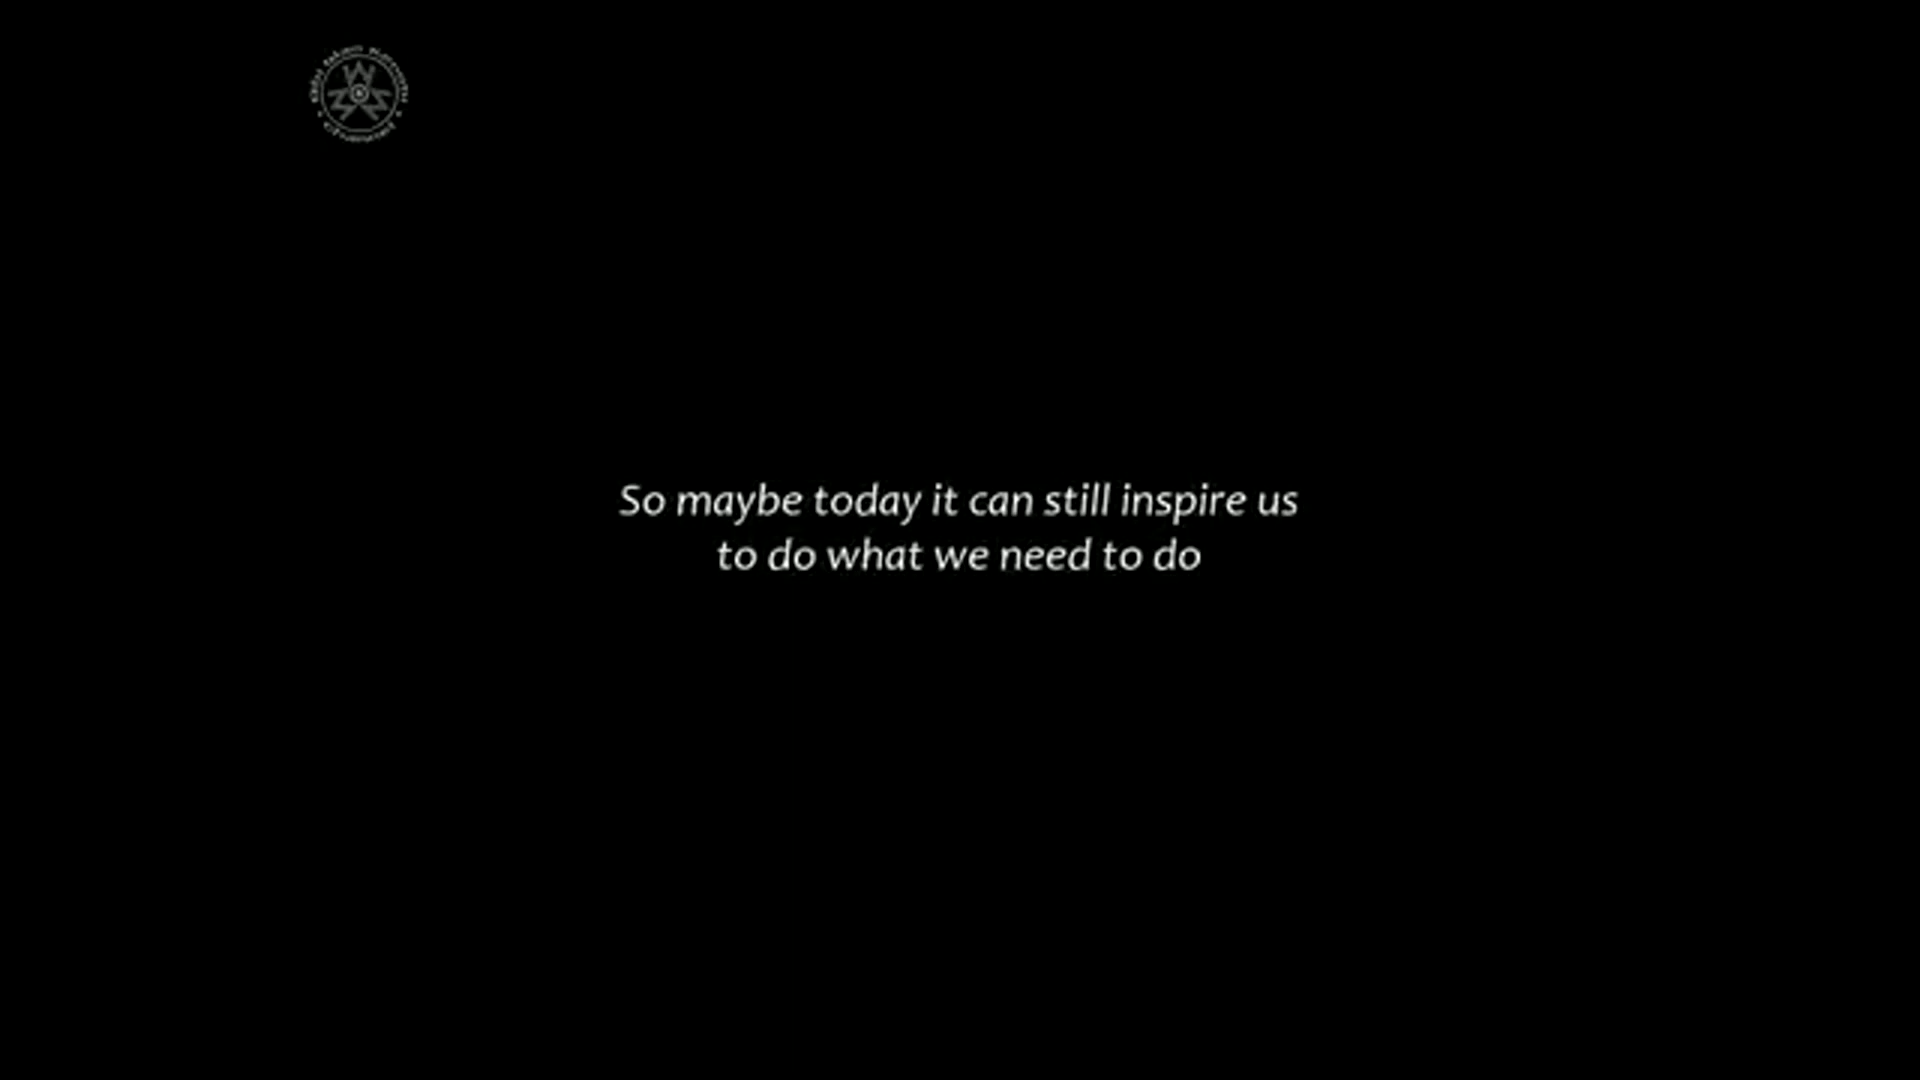 So maybe today it can still inspire us
to do what we need to do